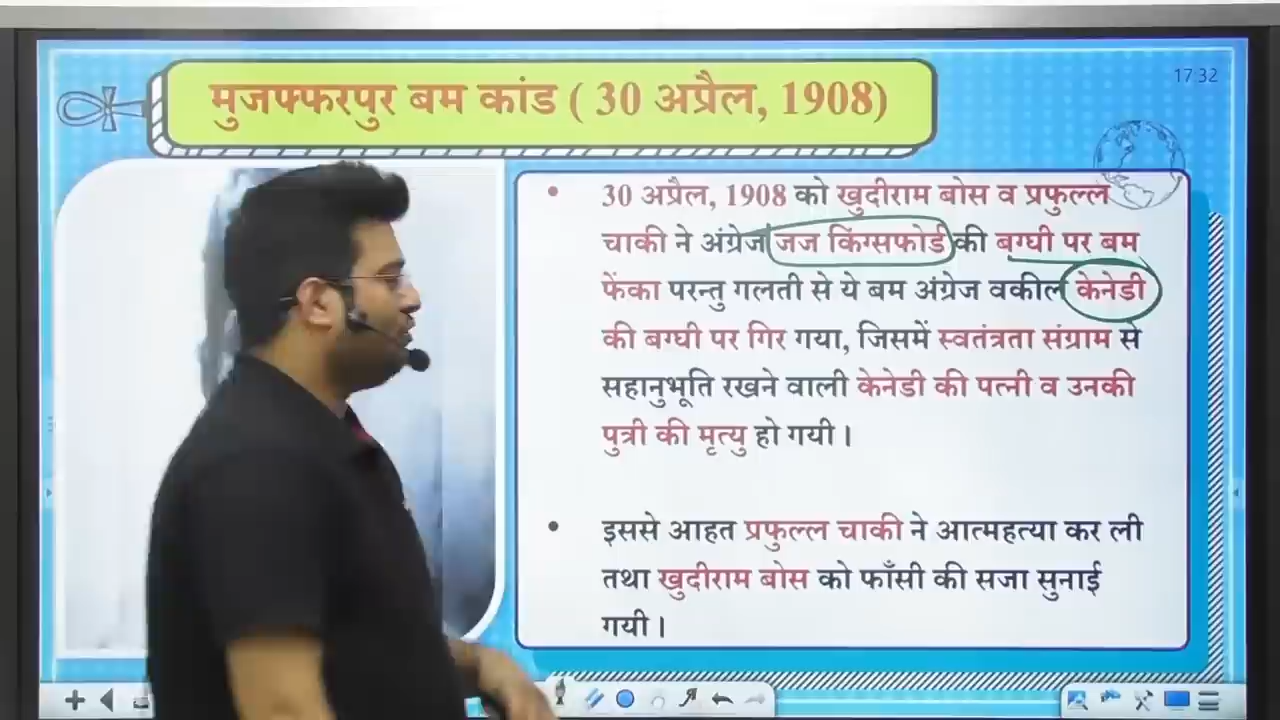 मुजफ्फरपुर बम कांड ( 30 अप्रैल, 1908)
17:32
• 30 अप्रैल, 1908 को खुदीराम बोस व प्रफुल्ल
चाकी ने अंग्रेज जज किंग्सफोर्ड की बग्घी पर बम
फेंका परन्तु गलती से ये बम अंग्रेज वकील केनेडी
की बग्घी पर गिर गया, जिसमें स्वतंत्रता संग्राम से
सहानुभूति रखने वाली केनेडी की पत्नी व उनकी
पुत्री की मृत्यु हो गयी।
• इससे आहत प्रफुल्ल चाकी ने आत्महत्या कर ली
तथा खुदीराम बोस को फाँसी की सजा सुनाई
गयी।